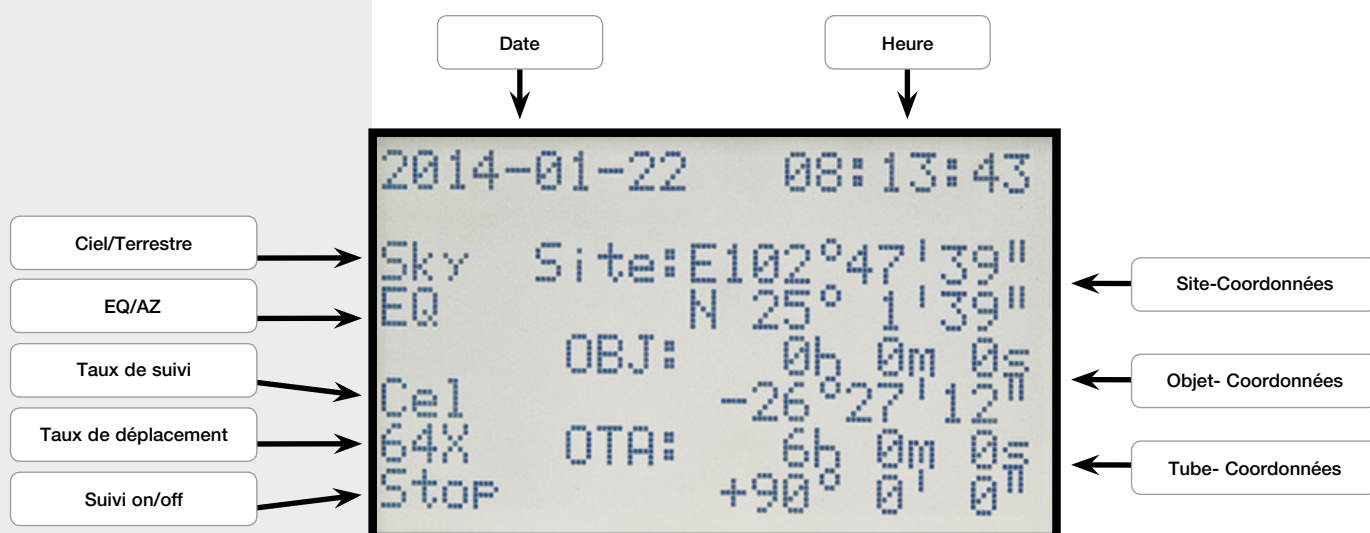 Date Heure
2014-01-22 08:13:43
Ciel/Terrestre
Sky Site:E102°47'39"
Site-Coordonnées
EQ/AZ
EQ N 25° 1'39"
OBJ: 0h 0m 0s
Taux de suivi
Objet- Coordonnées
Cel -26°27'12"
Taux de déplacement
64X OTA: 6h 0m 0s
Tube- Coordonnées
Suivi on/off
Stop +90° 0' 0"